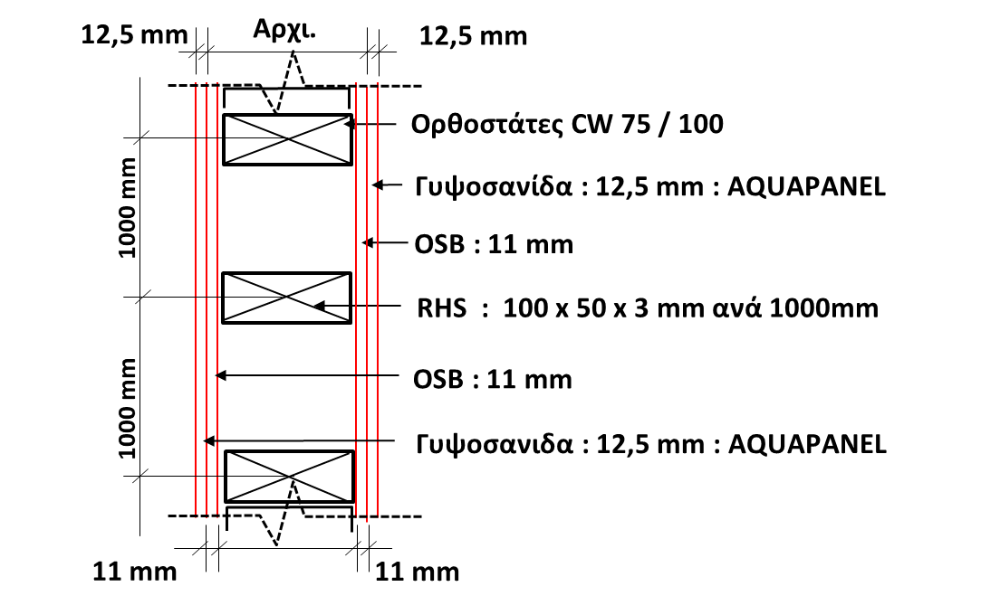 12,5 mm
Αρχι.
12,5 mm
Ορθοστάτες CW 75 / 100
1000 mm
Γυψοσανίδα : 12,5 mm : AQUAPANEL
OSB : 11 mm
RHS : 100 x 50 x 3 mm ανά 1000mm
1000 mm
OSB : 11 mm
Γυψοσανιδα : 12,5 mm : AQUAPANEL
11 mm
11 mm